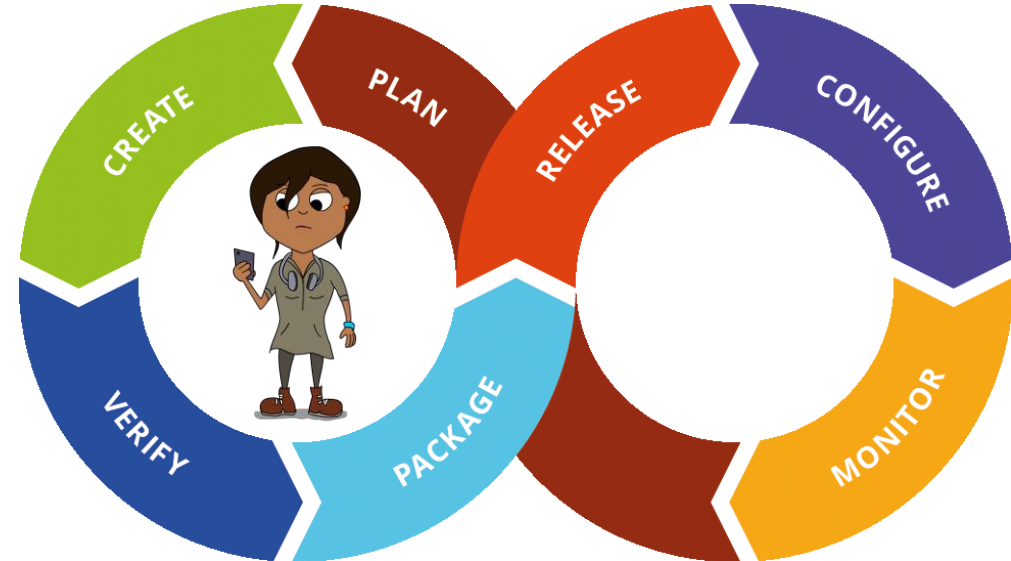 CREATE
PLAN
RELEASE
CONFIGURE
VERIFY
PACKAGE
MONITOR